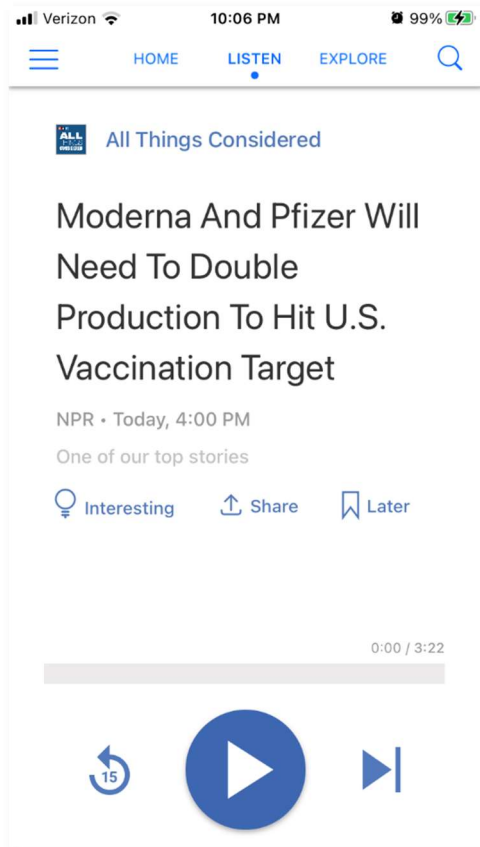 Verizon 10:06 PM 99%
HOME LISTEN EXPLORE
ALL
All Things Considered
Moderna And Pfizer Will
Need To Double
Production To Hit U.S.
Vaccination Target
NPR • Today, 4:00 PM
One of our top stories
Interesting Share Later
0:00 / 3:22
15